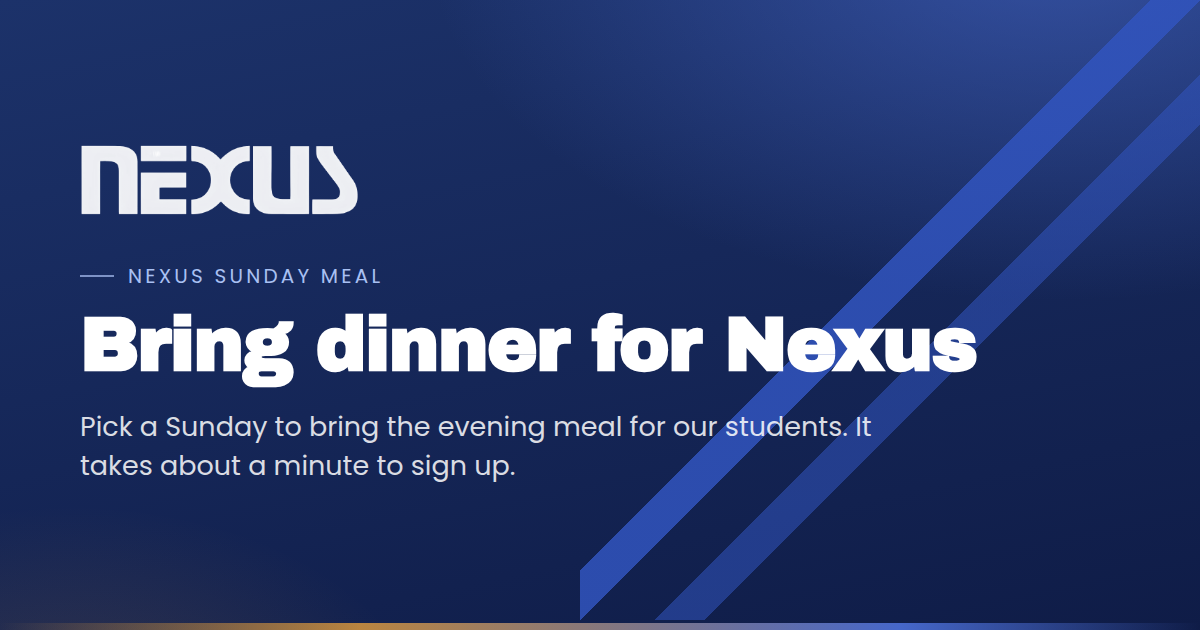 NEXUS
NEXUS SUNDAY MEAL
Bring dinner for Nexus
Pick a Sunday to bring the evening meal for our students. It
takes about a minute to sign up.